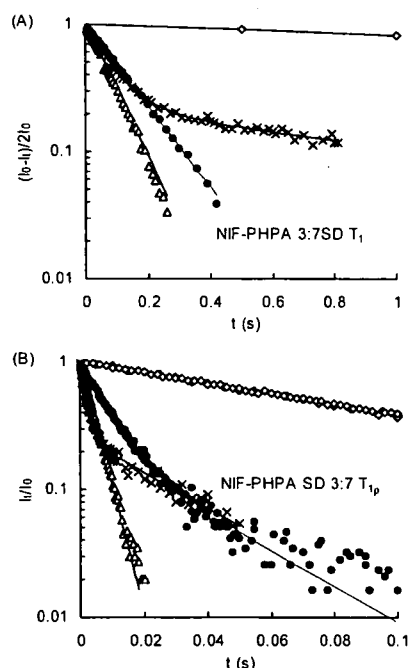 (A)
(I₀-Iₜ)/2I₀
1
0.1
0.01
NIF-PHPA 3:7SD T₁
0 0.2 0.4 0.6 0.8 1
t (s)
(B)
Iₜ/I₀
1
0.1
0.01
NIF-PHPA SD 3:7 T₁ρ
0 0.02 0.04 0.06 0.08 0.1
t (s)